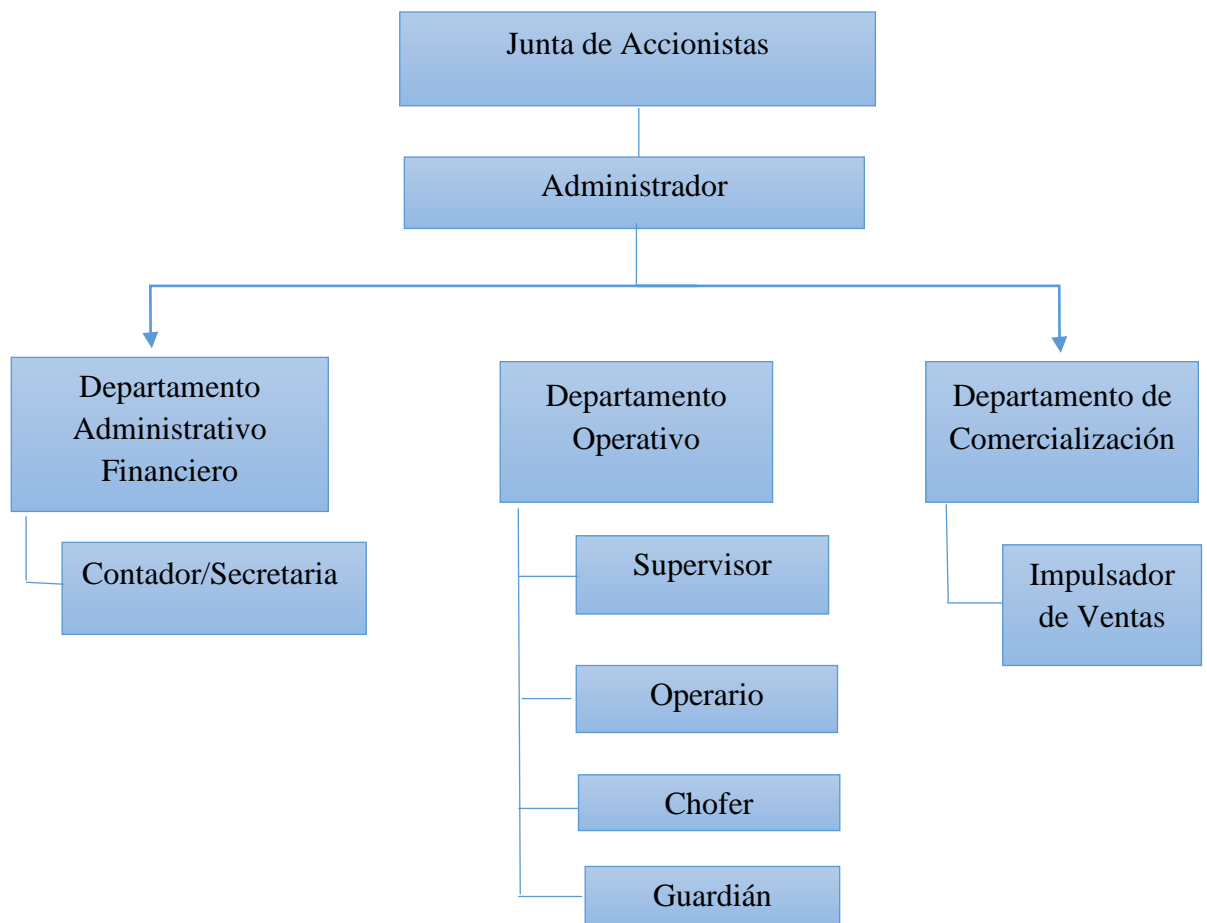 Junta de Accionistas
Administrador
Departamento
Administrativo
Financiero
Departamento
Operativo
Departamento de
Comercialización
Contador/Secretaria
Supervisor
Impulsador
de Ventas
Operario
Chofer
Guardián